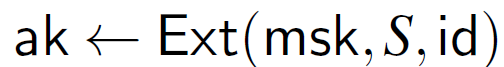 ak ← Ext(msk, S, id)